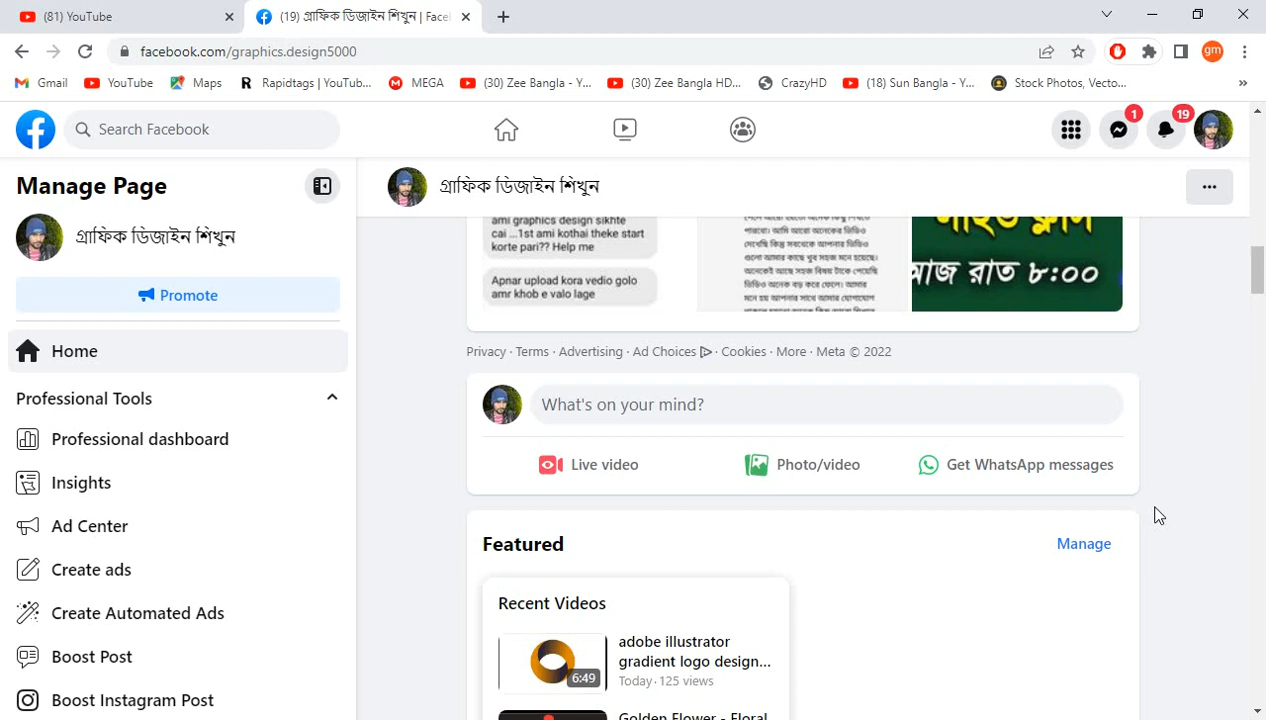 (81) YouTube
(19) গ্রাফিক ডিজাইন শিখুন | Facel
facebook.com/graphics.design5000
gm
Gmail
YouTube
Maps
Rapidtags | YouTub...
MEGA
(30) Zee Bangla - Y...
(30) Zee Bangla HD...
CrazyHD
(18) Sun Bangla - Y...
Stock Photos, Vecto...
Search Facebook
1
19
Manage Page
গ্রাফিক ডিজাইন শিখুন
Promote
Home
Professional Tools
Professional dashboard
Insights
Ad Center
Create ads
Create Automated Ads
Boost Post
Boost Instagram Post
গ্রাফিক ডিজাইন শিখুন
ami graphics design sikhte
cai ...1st ami kothai theke start
korte pari?? Help me
Apnar upload kora vedio golo
amr khob e valo lage
লাইভ ক্লাস
আজ রাত ৮:০০
Privacy · Terms · Advertising · Ad Choices · Cookies · More · Meta © 2022
What's on your mind?
Live video
Photo/video
Get WhatsApp messages
Featured
Manage
Recent Videos
adobe illustrator
gradient logo design...
Today · 125 views
6:49
Golden Flower - Floral